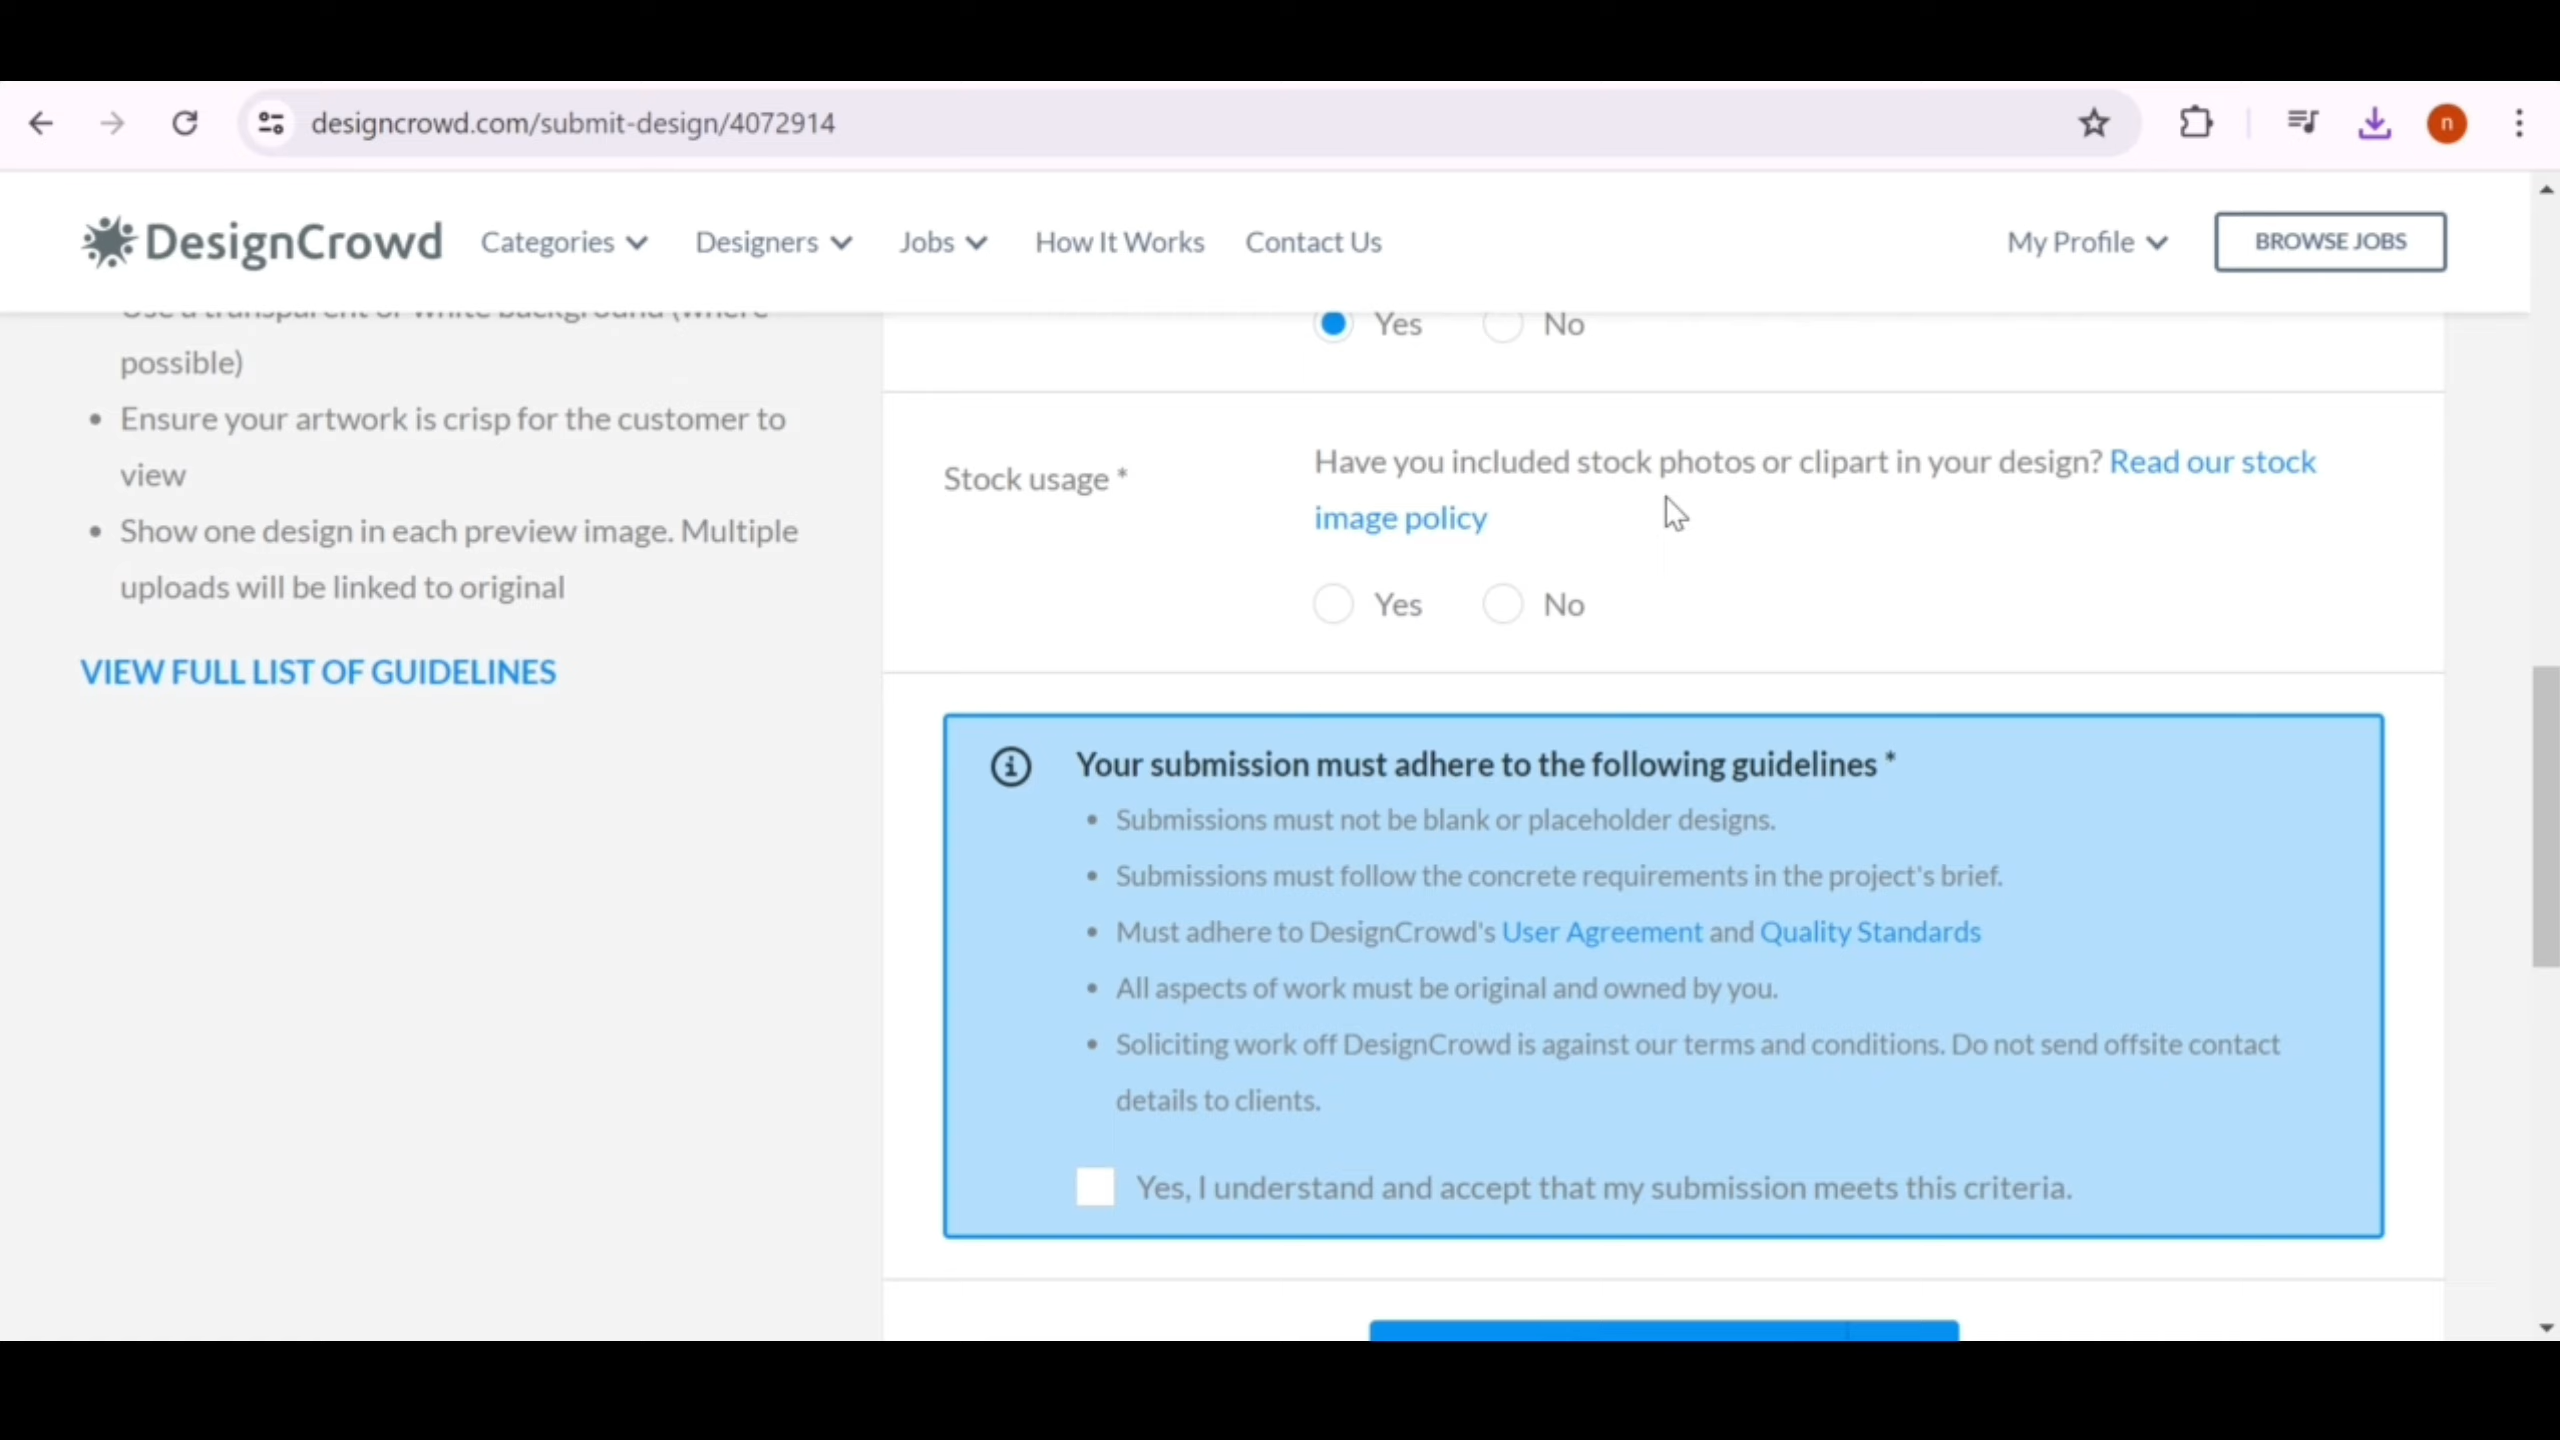 designcrowd.com/submit-design/4072914
n
DesignCrowd
Categories
Designers
Jobs
How It Works
Contact Us
My Profile
BROWSE JOBS
Use a transparent or white background (where
possible)
• Ensure your artwork is crisp for the customer to
view
• Show one design in each preview image. Multiple
uploads will be linked to original
VIEW FULL LIST OF GUIDELINES
Yes No
Stock usage *
Have you included stock photos or clipart in your design? Read our stock
image policy
Yes No
Your submission must adhere to the following guidelines *
• Submissions must not be blank or placeholder designs.
• Submissions must follow the concrete requirements in the project's brief.
• Must adhere to DesignCrowd's User Agreement and Quality Standards
• All aspects of work must be original and owned by you.
• Soliciting work off DesignCrowd is against our terms and conditions. Do not send offsite contact
details to clients.
Yes, I understand and accept that my submission meets this criteria.